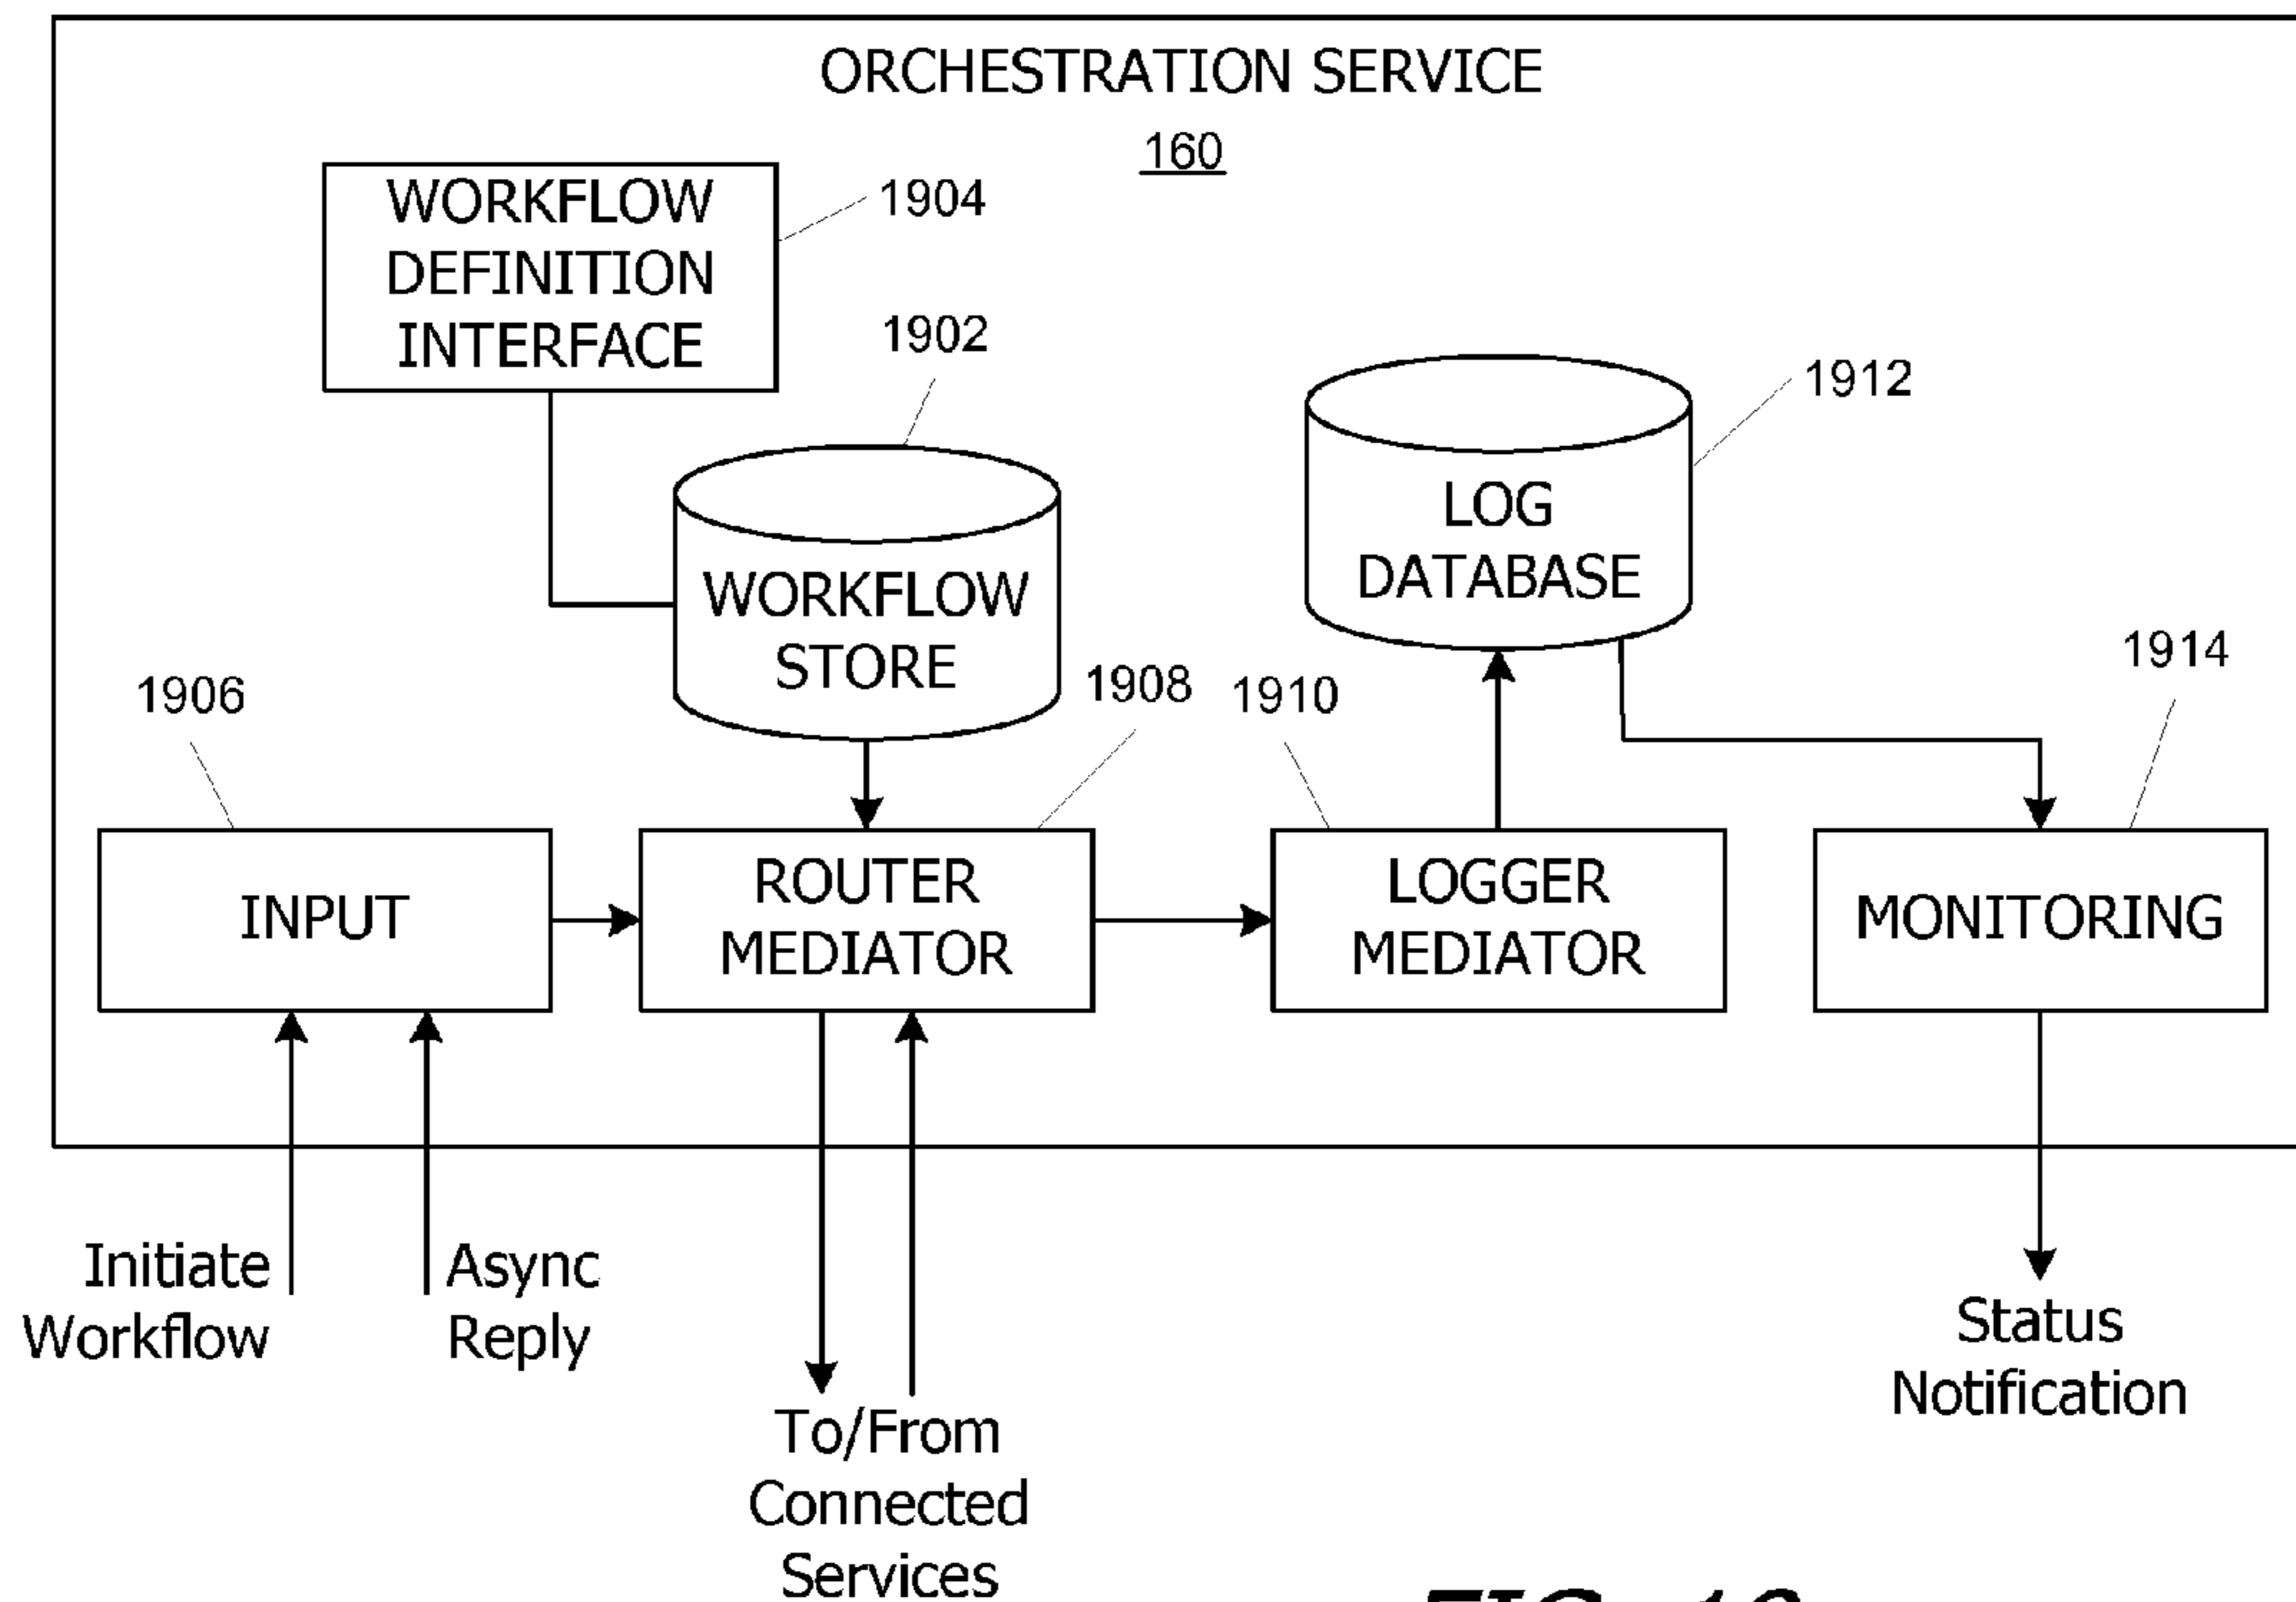 ORCHESTRATION SERVICE
160
WORKFLOW
DEFINITION
INTERFACE
1904
1902
WORKFLOW
STORE
1912
LOG
DATABASE
1906
1908
1910
1914
INPUT
ROUTER
MEDIATOR
LOGGER
MEDIATOR
MONITORING
Initiate
Workflow
Async
Reply
To/From
Connected
Services
Status
Notification